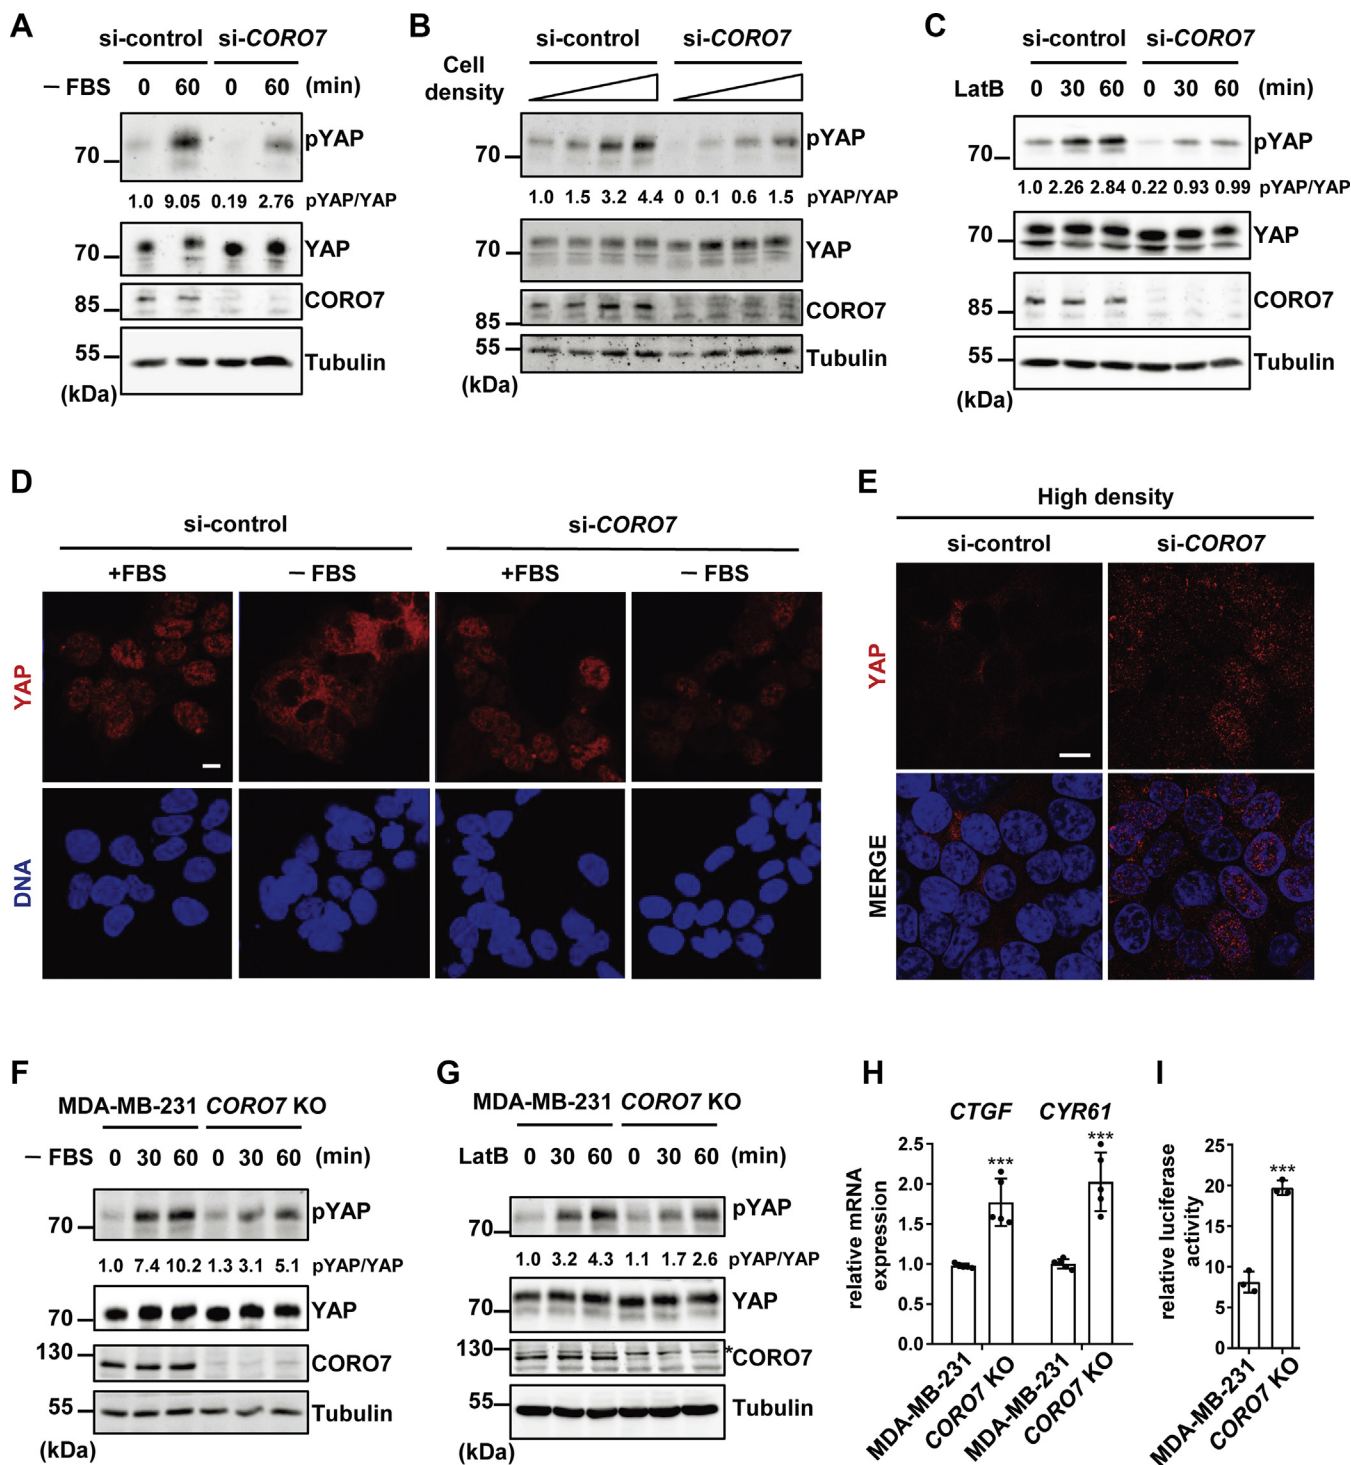 A
si-control si-CORO7
— FBS 0 60 0 60 (min)
pYAP
70
1.0 9.05 0.19 2.76 pYAP/YAP
YAP
70
CORO7
85
Tubulin
55
(kDa)
B
si-control si-CORO7
Cell
density
pYAP
70
1.0 1.5 3.2 4.4 0 0.1 0.6 1.5 pYAP/YAP
YAP
70
CORO7
85
55
Tubulin
(kDa)
C
si-control si-CORO7
LatB 0 30 60 0 30 60 (min)
pYAP
70
1.0 2.26 2.84 0.22 0.93 0.99 pYAP/YAP
YAP
70
CORO7
85
Tubulin
55
(kDa)
D
si-control si-CORO7
+FBS — FBS +FBS — FBS
YAP
DNA
E
High density
si-control si-CORO7
YAP
MERGE
F
MDA-MB-231 CORO7 KO
— FBS 0 30 60 0 30 60 (min)
pYAP
70
1.0 7.4 10.2 1.3 3.1 5.1 pYAP/YAP
YAP
70
130
CORO7
55
Tubulin
(kDa)
G
MDA-MB-231 CORO7 KO
LatB 0 30 60 0 30 60 (min)
pYAP
70
1.0 3.2 4.3 1.1 1.7 2.6 pYAP/YAP
YAP
70
130
*CORO7
55
Tubulin
(kDa)
H
CTGF CYR61
relative mRNA
expression
2.5
2.0
1.5
1.0
0.5
0.0
*** ***
MDA-MB-231
CORO7 KO
MDA-MB-231
CORO7 KO
I
relative luciferase
activity
25
20
15
10
5
0
***
MDA-MB-231
CORO7 KO